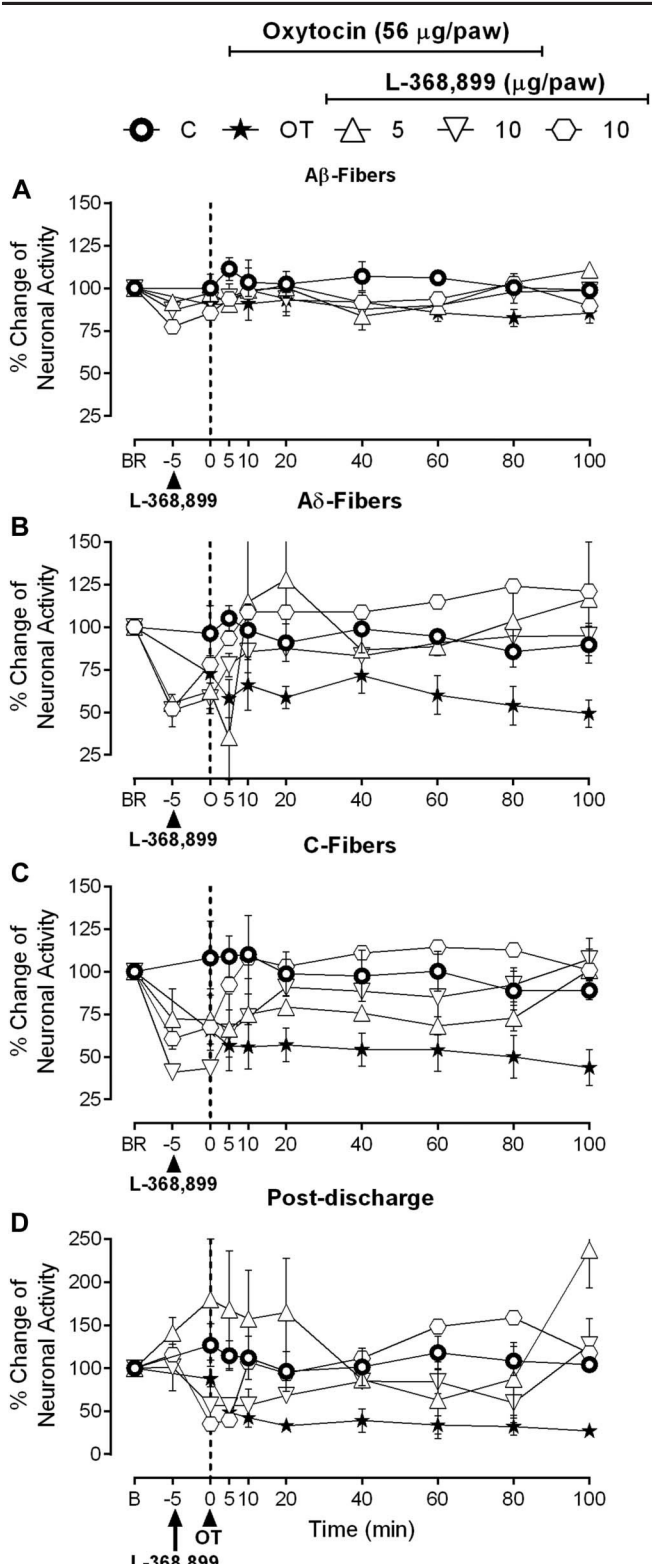 Oxytocin (56 μg/paw)
L-368,899 (μg/paw)
C OT 5 10 10
Aβ-Fibers
A
150
125
100
75
50
25
% Change of
Neuronal Activity
BR -5 0 5 10 20 40 60 80 100
L-368,899
Aδ-Fibers
B
150
125
100
75
50
25
% Change of
Neuronal Activity
BR -5 O 5 10 20 40 60 80 100
L-368,899
C-Fibers
C
150
125
100
75
50
25
% Change of
Neuronal Activity
BR -5 0 5 10 20 40 60 80 100
L-368,899
Post-discharge
D
250
200
150
100
50
0
% Change of
Neuronal Activity
B -5 0 5 10 20 40 60 80 100
OT Time (min)
L-368,899